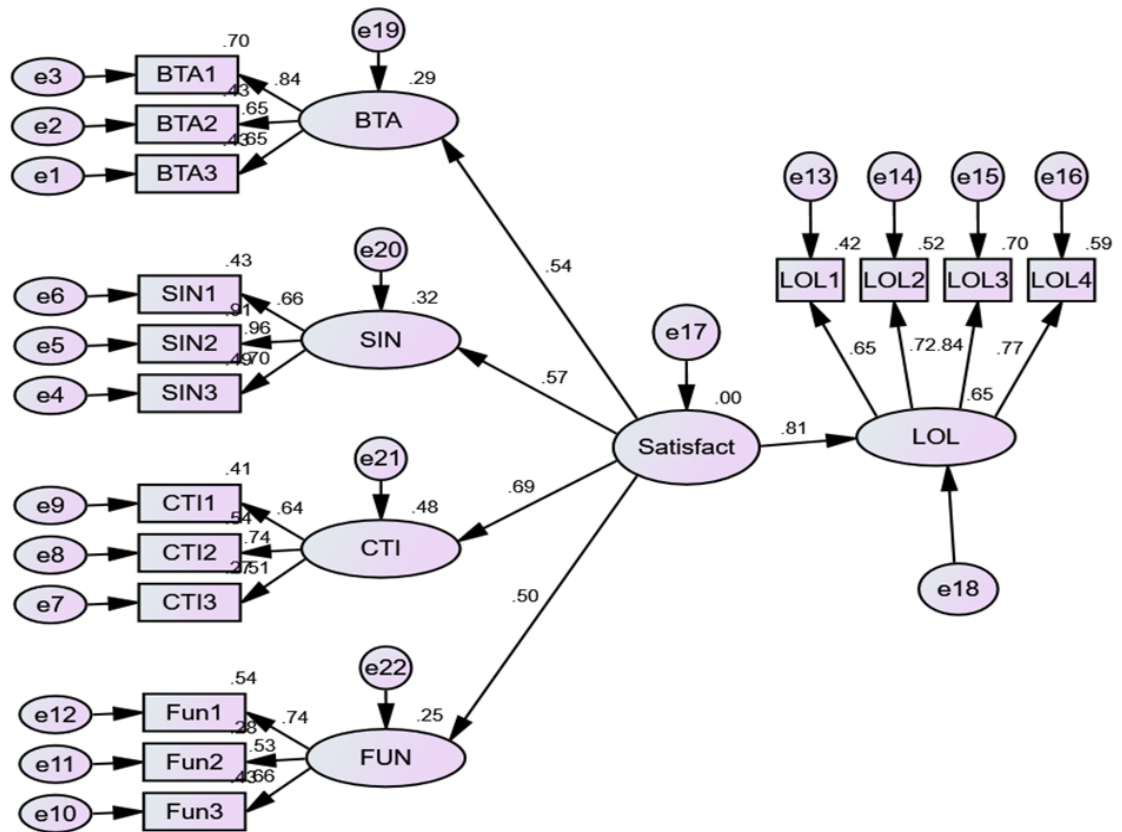 e19
.70
e3
BTA1
.84
.29
.43
e2
BTA2
.65
BTA
.43
.65
e1
BTA3
e13
e14
e15
e16
e20
.42
.52
.70
.59
.43
LOL1
LOL2
LOL3
LOL4
e6
SIN1
.66
.32
.54
.91
e5
SIN2
.96
SIN
e17
.65
.72
.84
.77
.49
.70
e4
SIN3
.57
.00
.65
e21
Satisfact
.81
LOL
.41
e9
CTI1
.64
.48
.69
.54
e8
CTI2
.74
CTI
.27
.51
e7
CTI3
.50
e18
e22
.54
e12
Fun1
.74
.25
.28
e11
Fun2
.53
FUN
.43
.66
e10
Fun3